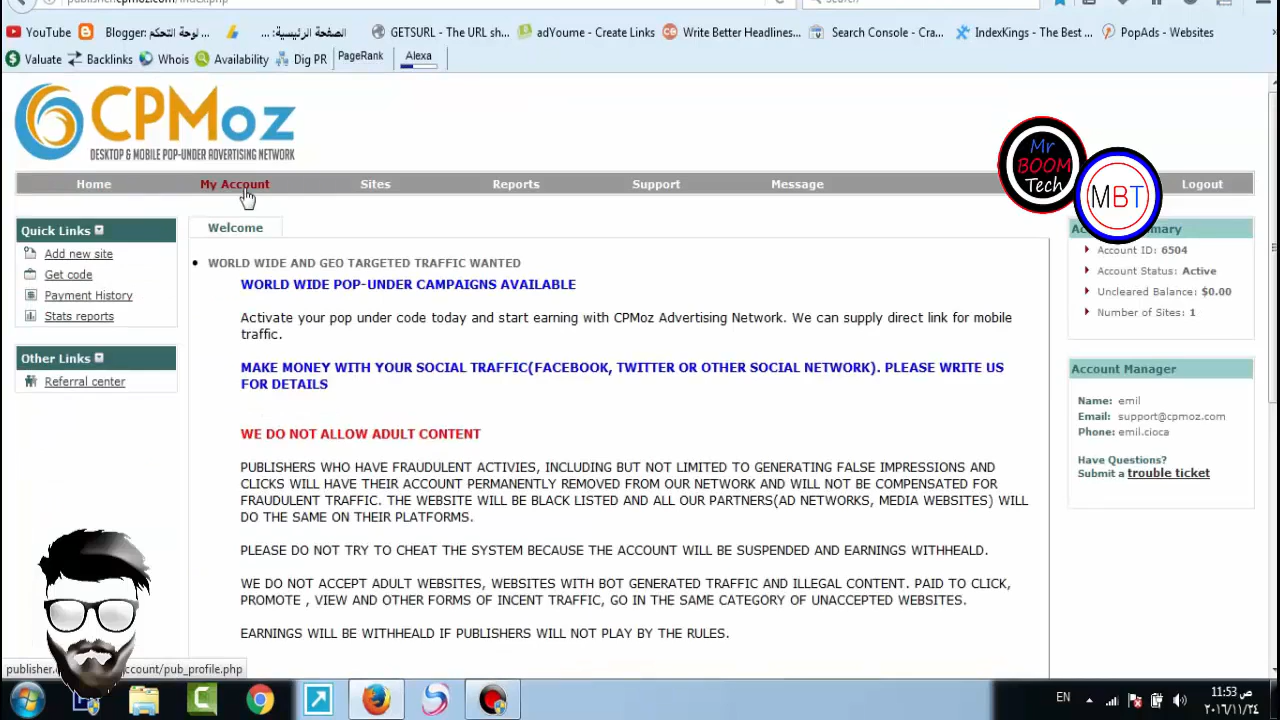 publisher.cpmoz.com/index.php
Search
YouTube
Blogger: لوحة التحكم ...
الصفحة الرئيسية: ...
GETSURL - The URL sh...
adYoume - Create Links
Write Better Headlines...
Search Console - Cra...
IndexKings - The Best ...
PopAds - Websites
Valuate
Backlinks
Whois
Availability
Dig PR
PageRank
Alexa
CPMoz
DESKTOP & MOBILE POP-UNDER ADVERTISING NETWORK
Mr
BOOM
Tech
MBT
Home
My Account
Sites
Reports
Support
Message
Logout
Quick Links
Add new site
Get code
Payment History
Stats reports
Other Links
Referral center
Welcome
WORLD WIDE AND GEO TARGETED TRAFFIC WANTED
WORLD WIDE POP-UNDER CAMPAIGNS AVAILABLE
Activate your pop under code today and start earning with CPMoz Advertising Network. We can supply direct link for mobile
traffic.
MAKE MONEY WITH YOUR SOCIAL TRAFFIC(FACEBOOK, TWITTER OR OTHER SOCIAL NETWORK). PLEASE WRITE US
FOR DETAILS
WE DO NOT ALLOW ADULT CONTENT
PUBLISHERS WHO HAVE FRAUDULENT ACTIVIES, INCLUDING BUT NOT LIMITED TO GENERATING FALSE IMPRESSIONS AND
CLICKS WILL HAVE THEIR ACCOUNT PERMANENTLY REMOVED FROM OUR NETWORK AND WILL NOT BE COMPENSATED FOR
FRAUDULENT TRAFFIC. THE WEBSITE WILL BE BLACK LISTED AND ALL OUR PARTNERS(AD NETWORKS, MEDIA WEBSITES) WILL
DO THE SAME ON THEIR PLATFORMS.
PLEASE DO NOT TRY TO CHEAT THE SYSTEM BECAUSE THE ACCOUNT WILL BE SUSPENDED AND EARNINGS WITHHEALD.
WE DO NOT ACCEPT ADULT WEBSITES, WEBSITES WITH BOT GENERATED TRAFFIC AND ILLEGAL CONTENT. PAID TO CLICK,
PROMOTE , VIEW AND OTHER FORMS OF INCENT TRAFFIC, GO IN THE SAME CATEGORY OF UNACCEPTED WEBSITES.
EARNINGS WILL BE WITHHEALD IF PUBLISHERS WILL NOT PLAY BY THE RULES.
Account ID: 6504
Account Status: Active
Uncleared Balance: $0.00
Number of Sites: 1
Account Manager
Name: emil
Email: support@cpmoz.com
Phone: emil.cioca
Have Questions?
Submit a trouble ticket
EN
11:53 ص
٢٠١٦/١١/٢٤